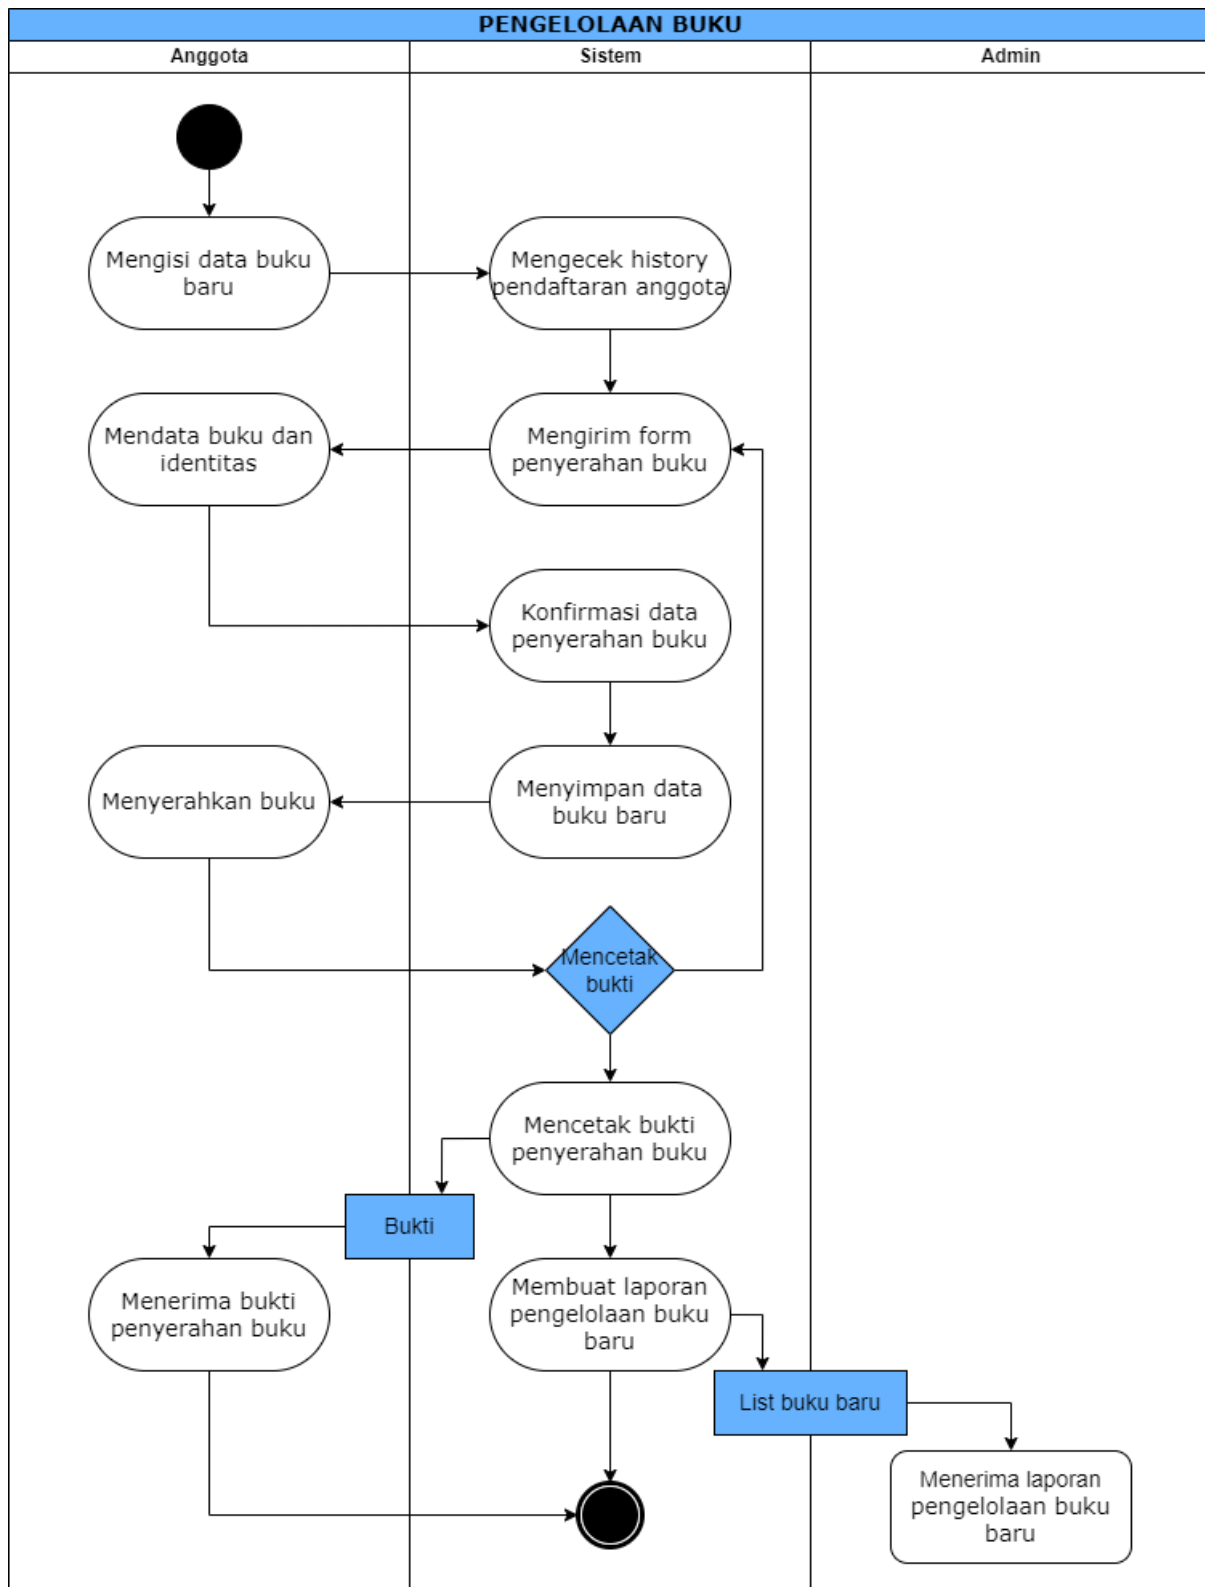 PENGELOLAAN BUKU
Anggota
Sistem
Admin
Mengisi data buku
baru
Mengecek history
pendaftaran anggota
Mendata buku dan
identitas
Mengirim form
penyerahan buku
Konfirmasi data
penyerahan buku
Menyerahkan buku
Menyimpan data
buku baru
Mencetak
bukti
Mencetak bukti
penyerahan buku
Bukti
Menerima bukti
penyerahan buku
Membuat laporan
pengelolaan buku
baru
List buku baru
Menerima laporan
pengelolaan buku
baru